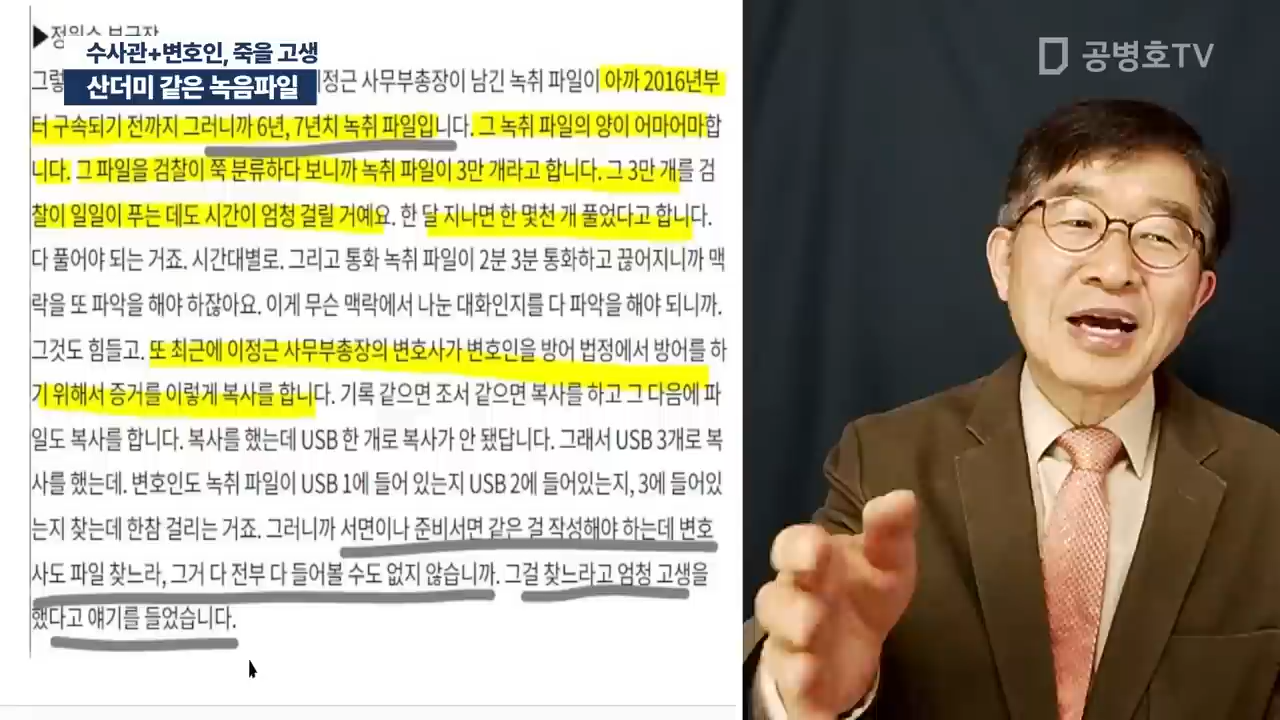 ▶정원수 보도국장
수사관+변호인, 죽을 고생
산더미 같은 녹음파일
공병호TV
그렇 이정근 사무부총장이 남긴 녹취 파일이 아까 2016년부
터 구속되기 전까지 그러니까 6년, 7년치 녹취 파일입니다. 그 녹취 파일의 양이 어마어마합
니다. 그 파일을 검찰이 쭉 분류하다 보니까 녹취 파일이 3만 개라고 합니다. 그 3만 개를 검
찰이 일일이 푸는 데도 시간이 엄청 걸릴 거예요. 한 달 지나면 한 몇천 개 풀었다고 합니다.
다 풀어야 되는 거죠. 시간대별로. 그리고 통화 녹취 파일이 2분 3분 통화하고 끊어지니까 맥
락을 또 파악을 해야 하잖아요. 이게 무슨 맥락에서 나눈 대화인지를 다 파악을 해야 되니까.
그것도 힘들고. 또 최근에 이정근 사무부총장의 변호사가 변호인을 방어 법정에서 방어를 하
기 위해서 증거를 이렇게 복사를 합니다. 기록 같으면 조서 같으면 복사를 하고 그 다음에 파
일도 복사를 합니다. 복사를 했는데 USB 한 개로 복사가 안 됐답니다. 그래서 USB 3개로 복
사를 했는데. 변호인도 녹취 파일이 USB 1에 들어 있는지 USB 2에 들어있는지, 3에 들어있
는지 찾는데 한참 걸리는 거죠. 그러니까 서면이나 준비서면 같은 걸 작성해야 하는데 변호
사도 파일 찾느라, 그거 다 전부 다 들어볼 수도 없지 않습니까. 그걸 찾느라고 엄청 고생을
했다고 얘기를 들었습니다.